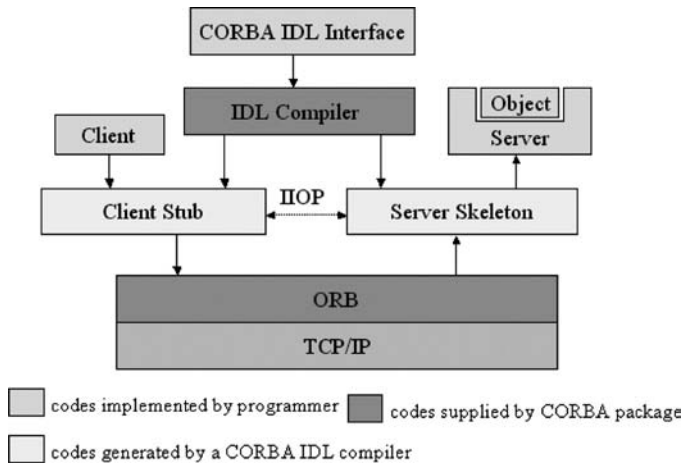 CORBA IDL Interface
IDL Compiler
Object
Server
Client
Client Stub
IIOP
Server Skeleton
ORB
TCP/IP
codes implemented by programmer
codes supplied by CORBA package
codes generated by a CORBA IDL compiler